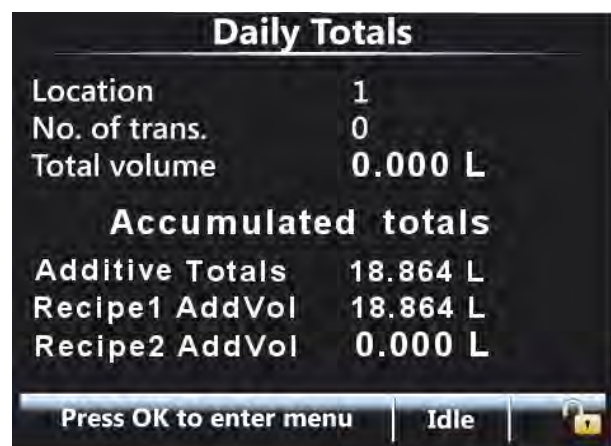 Daily Totals
Location 1
No. of trans. 0
Total volume 0.000 L
Accumulated totals
Additive Totals 18.864 L
Recipe1 AddVol 18.864 L
Recipe2 AddVol 0.000 L
Press OK to enter menu Idle